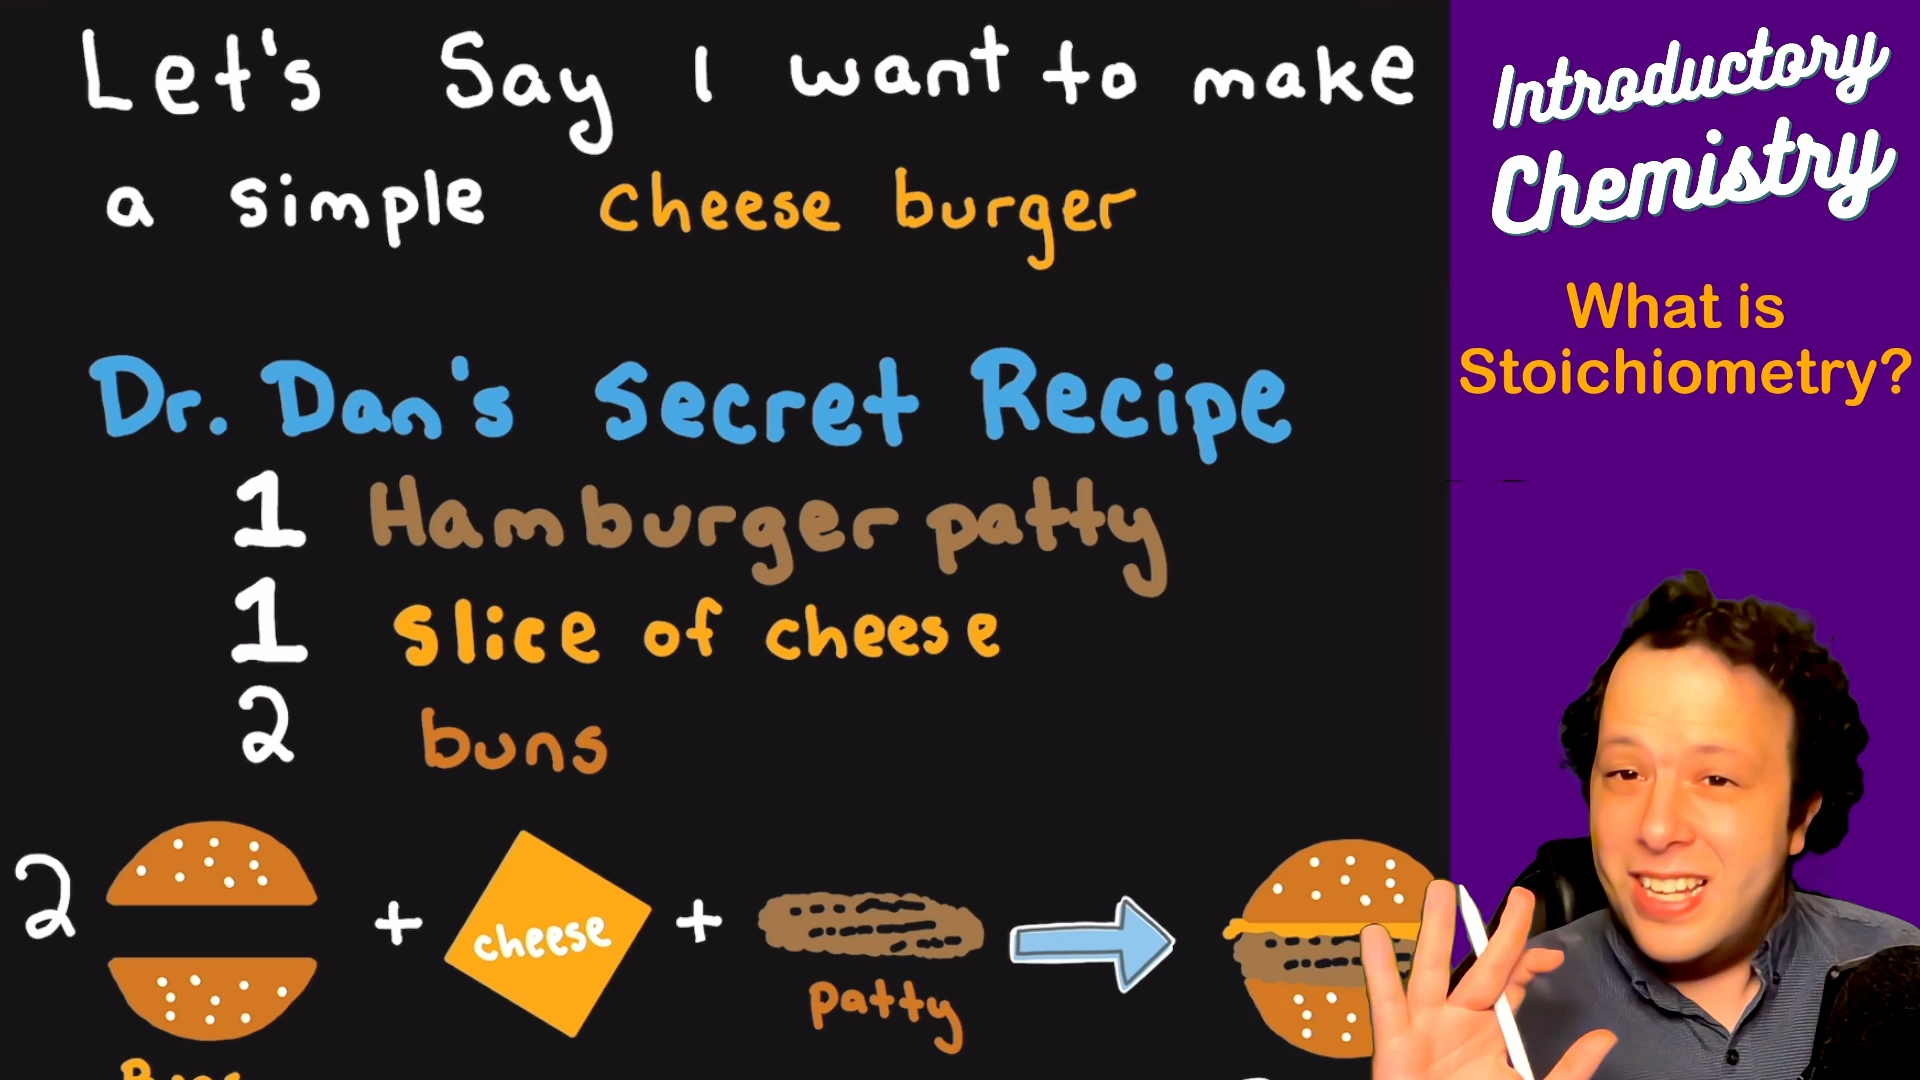 Let's Say I want to make
a simple cheese burger
Dr. Dan's Secret Recipe
1 Hamburger patty
1 slice of cheese
2 buns
2 + cheese +
patty
Introductory
Chemistry
What is
Stoichiometry?